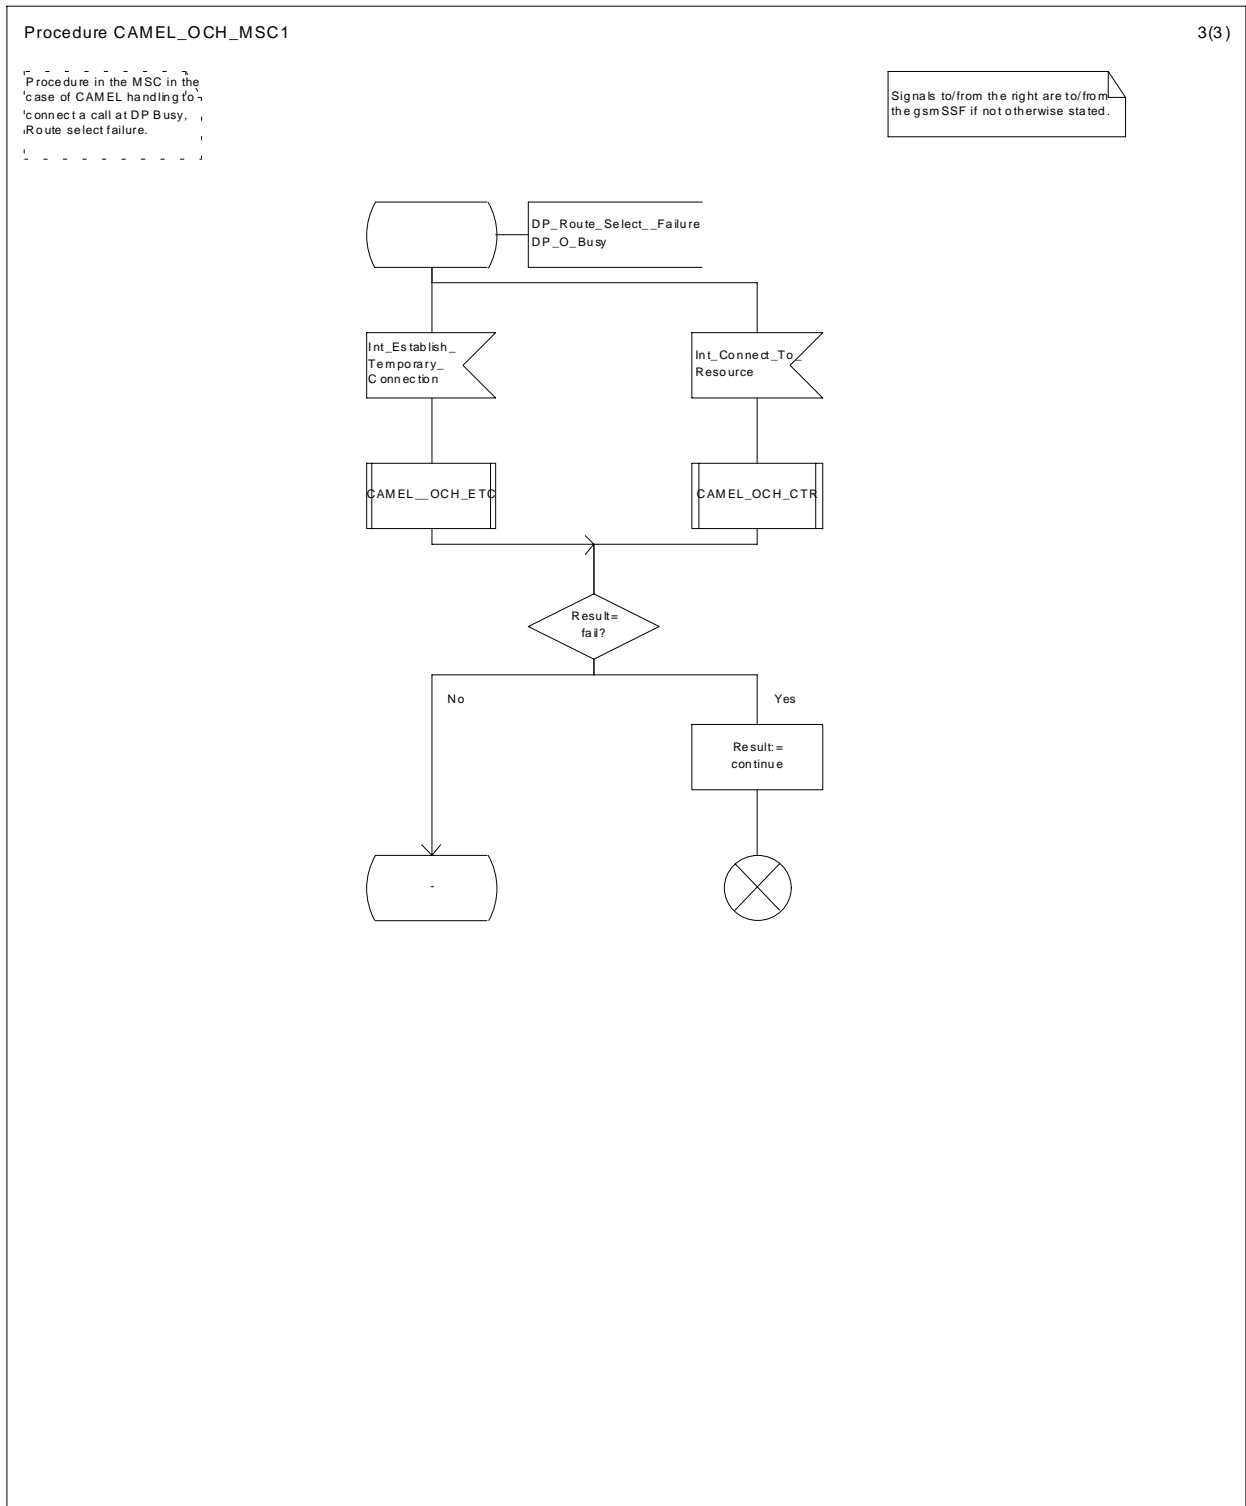 Procedure CAMEL_OCH_MSC1
3(3)
Procedure in the MSC in the
case of CAMEL handling to
connect a call at DP Busy,
Route select failure.
Signals to/from the right are to/from
the gsmSSF if not otherwise stated.
DP_Route_Select__Failure
DP_O_Busy
Int_Establish_
Temporary_
Connection
Int_Connect_To_
Resource
CAMEL__OCH_ETC
CAMEL_OCH_CTR
Result=
fail?
No
Yes
Result:=
continue
-